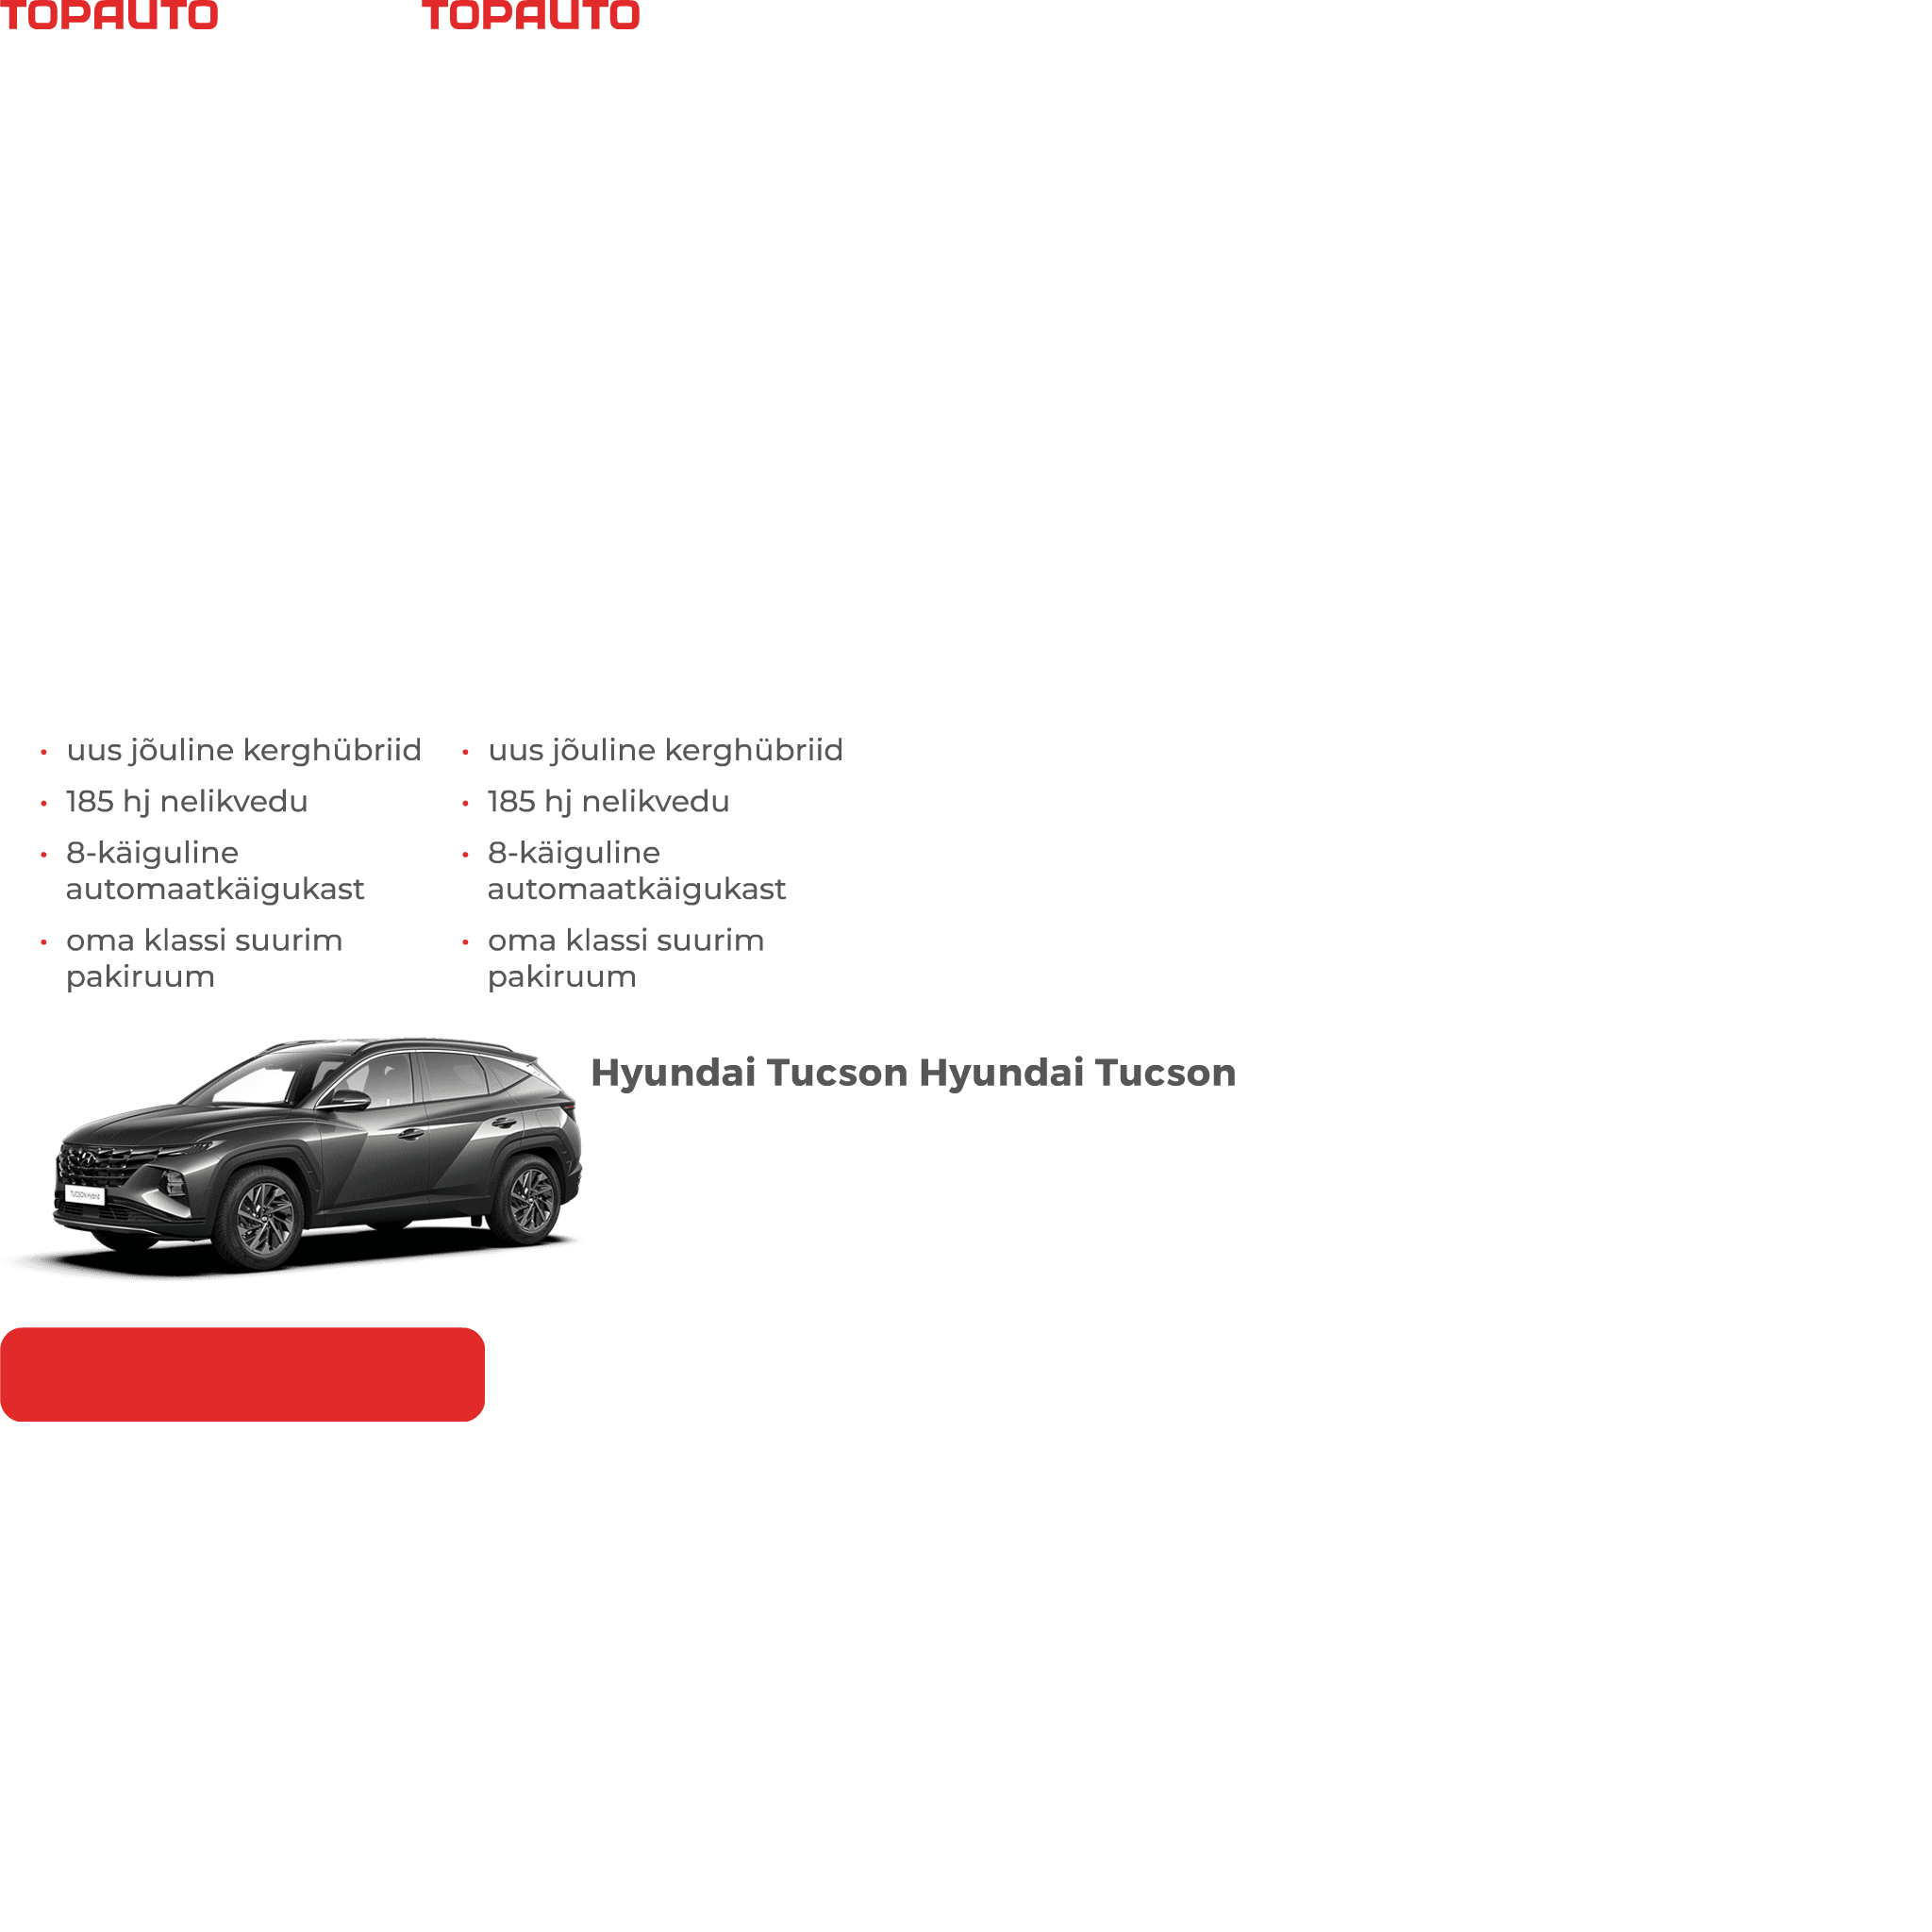 TOPAUTO TOPAUTO
• uus jõuline kerghübriid
• 185 hj nelikvedu
• 8-käiguline
automaatkäigukast
• oma klassi suurim
pakiruum
• uus jõuline kerghübriid
• 185 hj nelikvedu
• 8-käiguline
automaatkäigukast
• oma klassi suurim
pakiruum
Hyundai Tucson Hyundai Tucson
TUCSON Hybrid